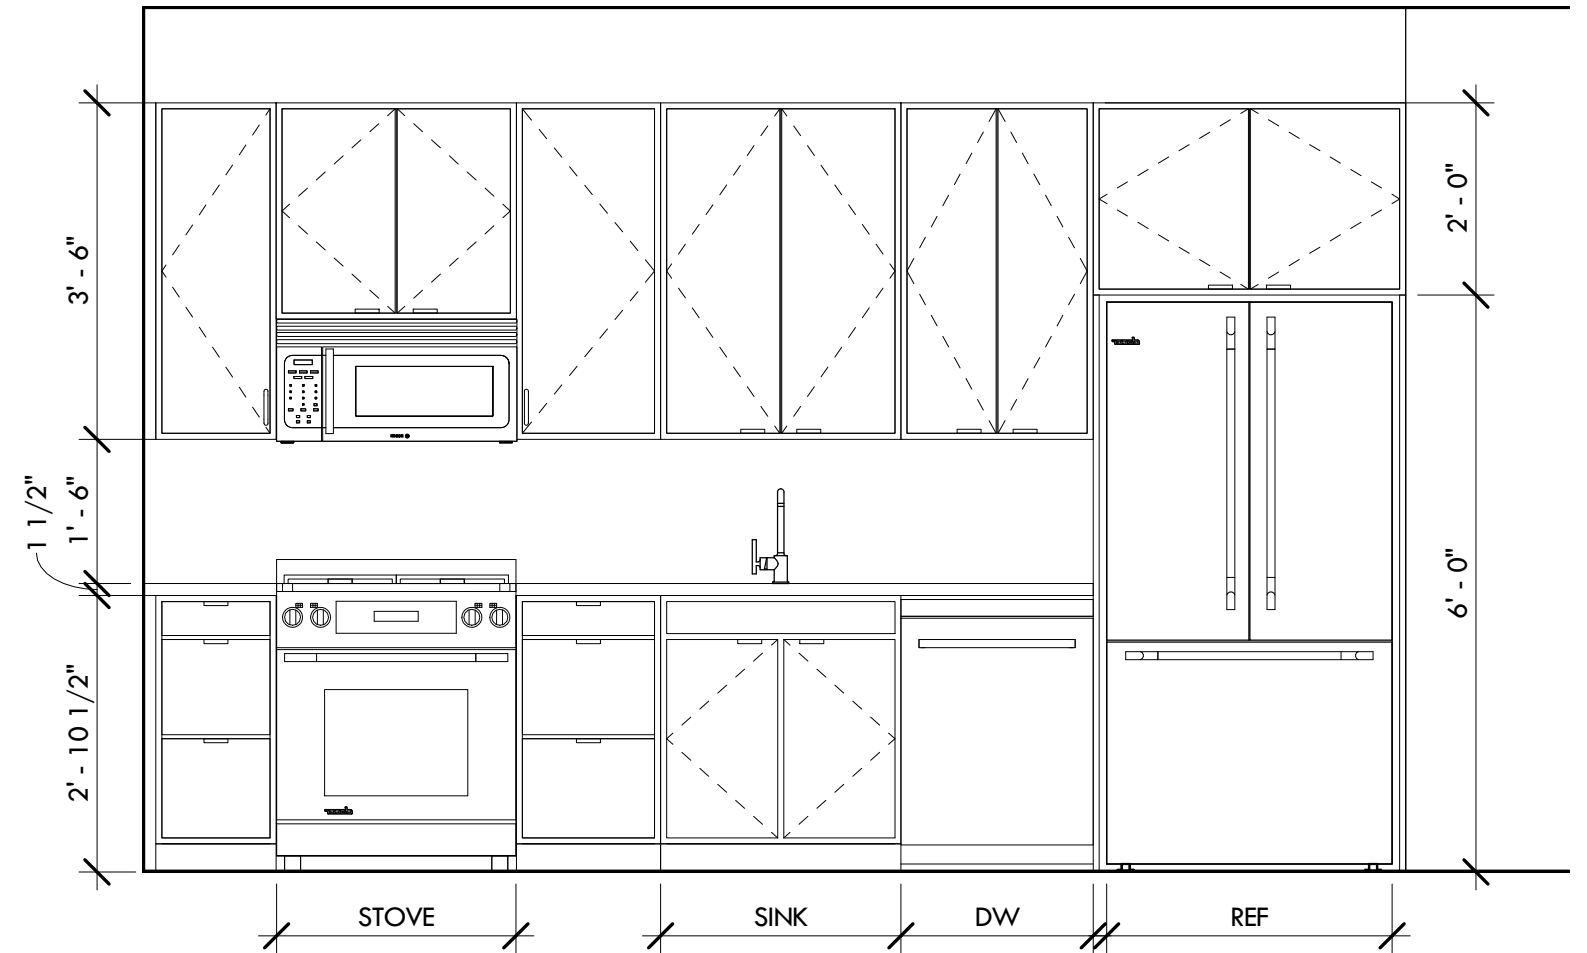 3' - 6"
2' - 0"
1 1/2"
1' - 6"
6' - 0"
2' - 10 1/2"
STOVE
SINK
DW
REF